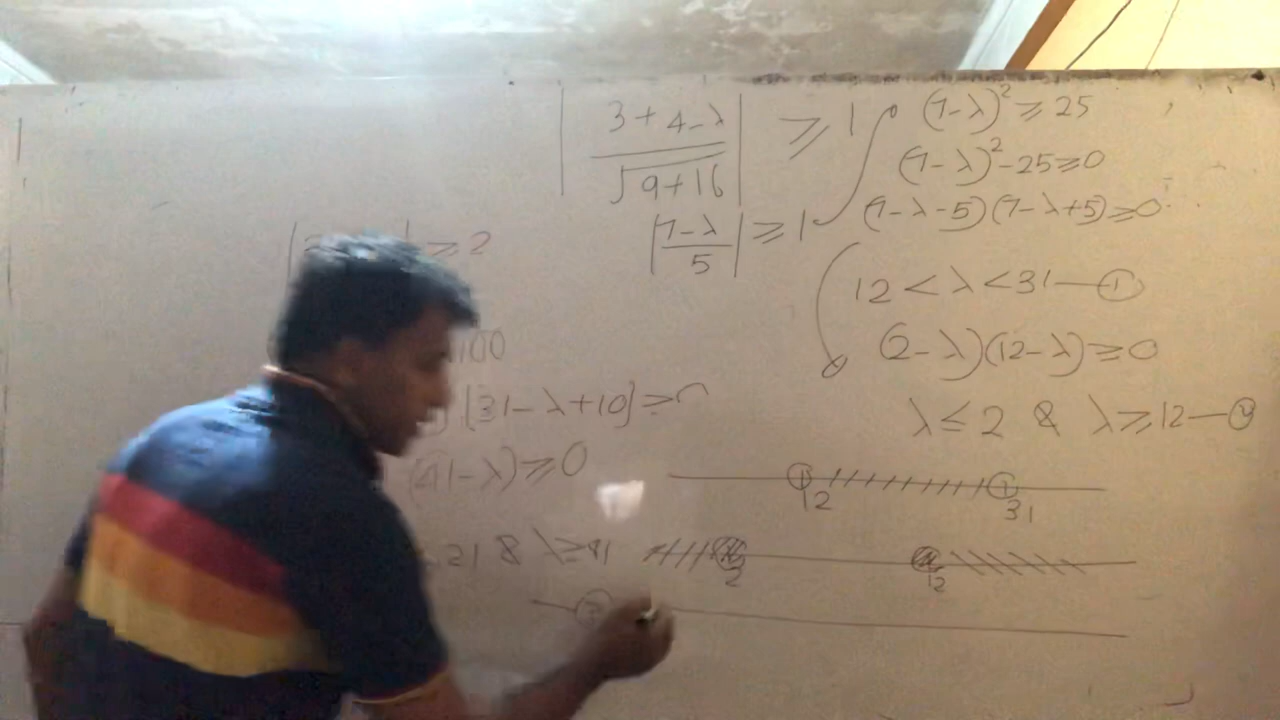 | 3+4-λ / √9+16 | ≥ 1
| 7-λ / 5 | ≥ 1
(7-λ)² ≥ 25
(7-λ)²-25≥0
(7-λ-5)(7-λ+5)≥0
12<λ<31—①
(2-λ)(12-λ)≥0
λ≤2 & λ≥12—②
≥2
100
[31-λ+10]≥
(41-λ)≥0
21 & λ≥41
12 31
2 12